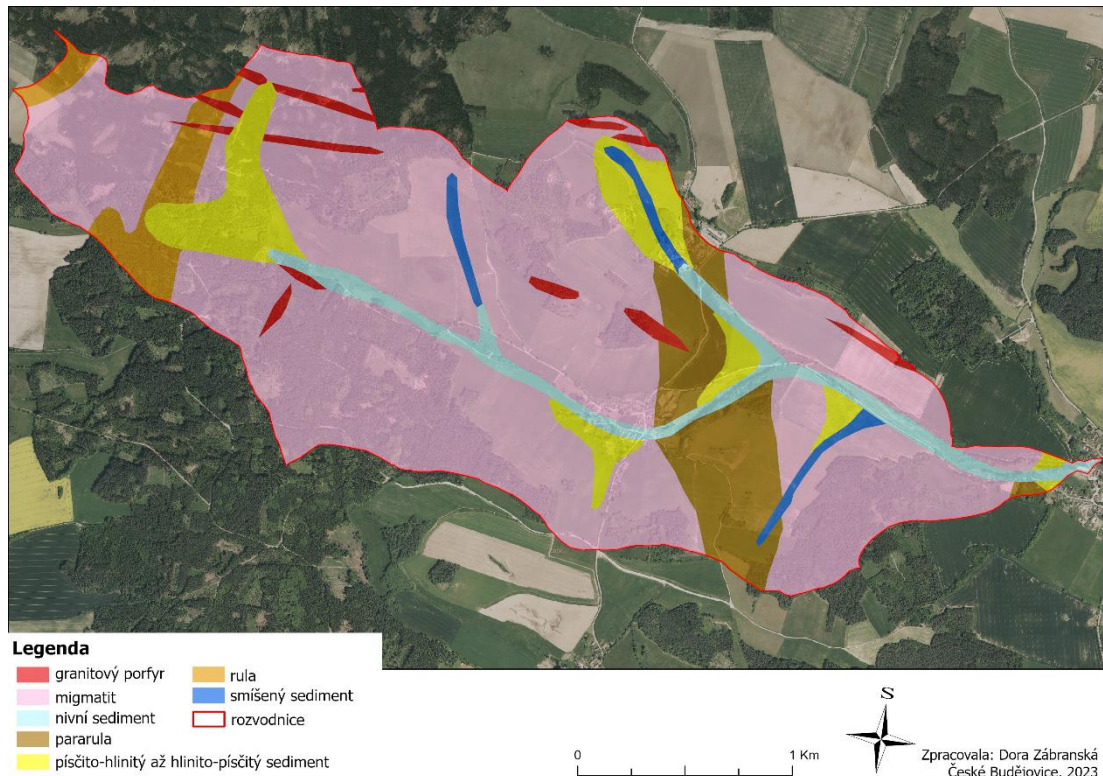 Legenda
granitový porfyr
migmatit
nivní sediment
pararula
písčito-hlinitý až hlinito-písčitý sediment
rula
smíšený sediment
rozvodnice
0 1 Km
S
Zpracovala: Dora Zábranská
České Budějovice, 2023